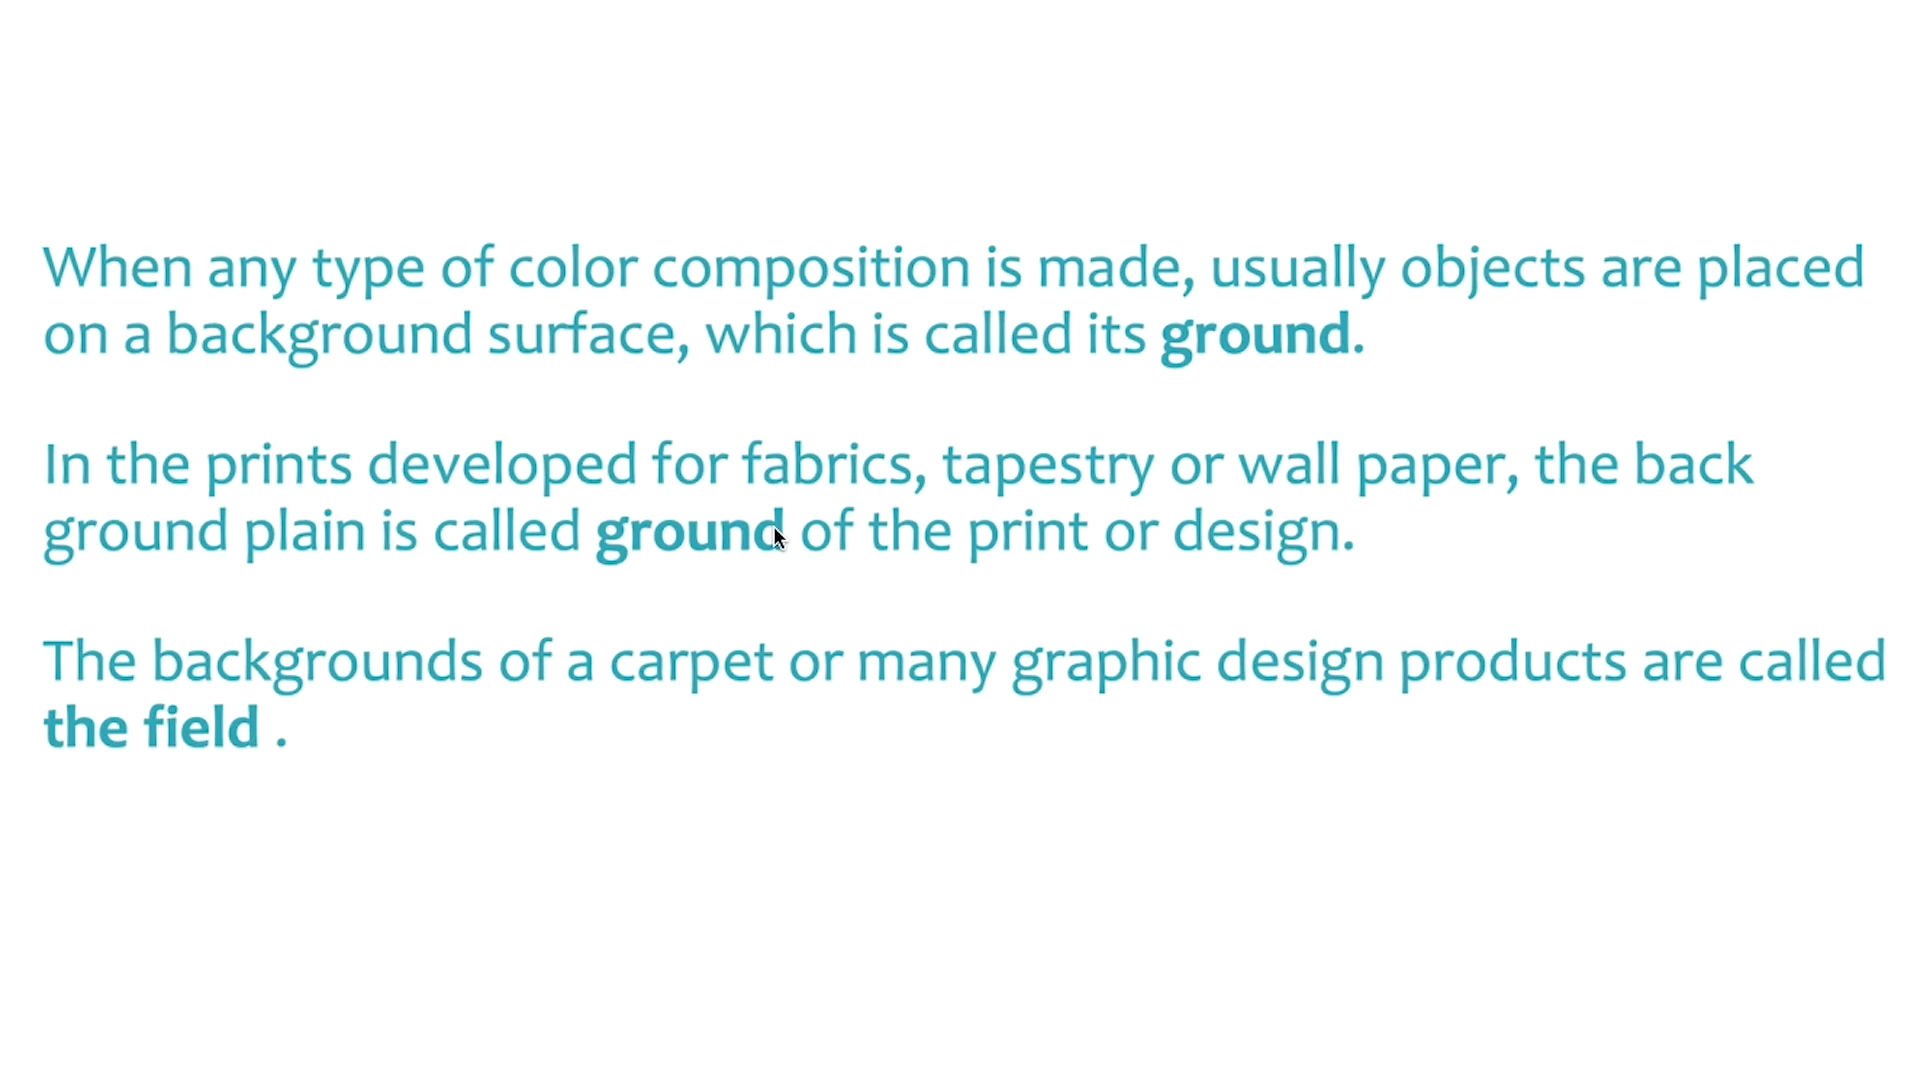 When any type of color composition is made, usually objects are placed
on a background surface, which is called its ground.
In the prints developed for fabrics, tapestry or wall paper, the back
ground plain is called ground of the print or design.
The backgrounds of a carpet or many graphic design products are called
the field .